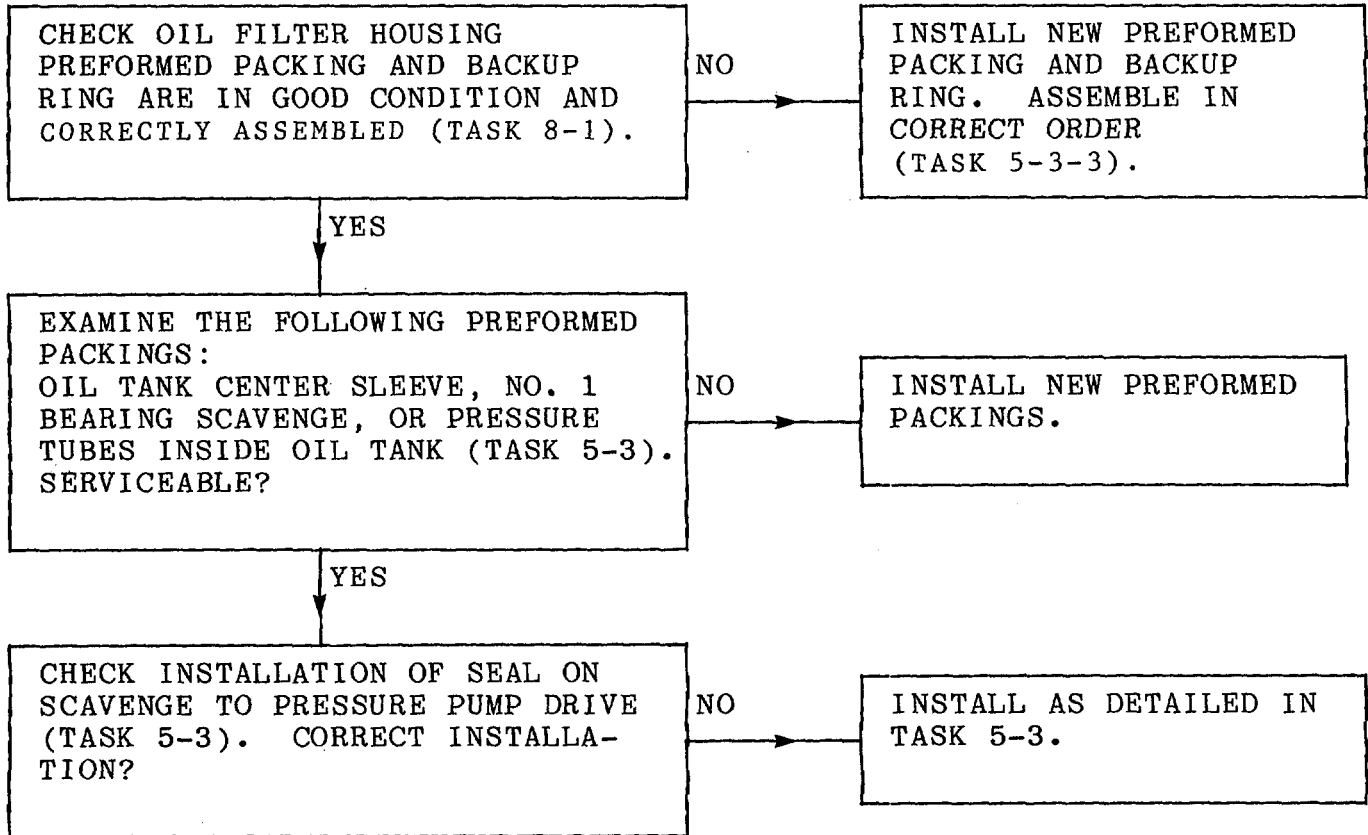 CHECK OIL FILTER HOUSING
PREFORMED PACKING AND BACKUP
RING ARE IN GOOD CONDITION AND
CORRECTLY ASSEMBLED (TASK 8-1).
NO
INSTALL NEW PREFORMED
PACKING AND BACKUP
RING. ASSEMBLE IN
CORRECT ORDER
(TASK 5-3-3).
YES
EXAMINE THE FOLLOWING PREFORMED
PACKINGS:
OIL TANK CENTER SLEEVE, NO. 1
BEARING SCAVENGE, OR PRESSURE
TUBES INSIDE OIL TANK (TASK 5-3).
SERVICEABLE?
NO
INSTALL NEW PREFORMED
PACKINGS.
YES
CHECK INSTALLATION OF SEAL ON
SCAVENGE TO PRESSURE PUMP DRIVE
(TASK 5-3). CORRECT INSTALLA-
TION?
NO
INSTALL AS DETAILED IN
TASK 5-3.